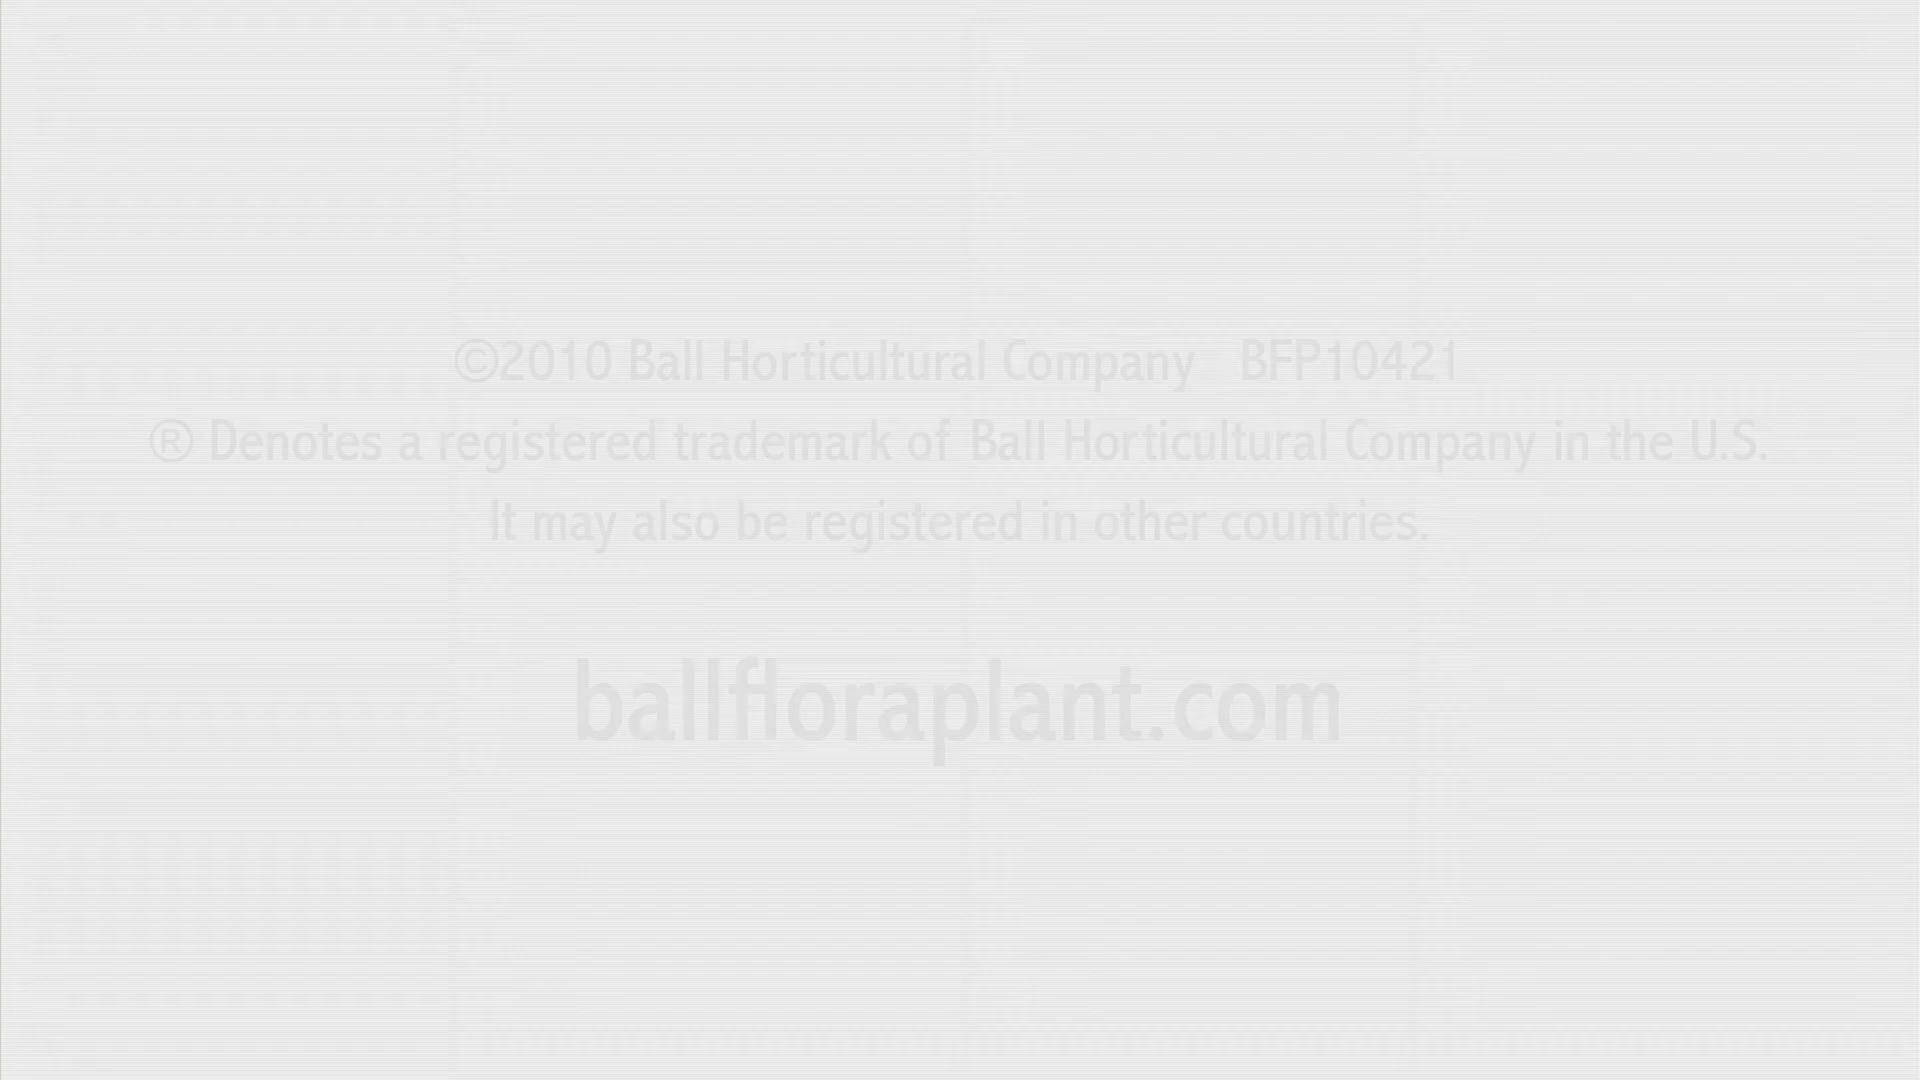 ©2010 Ball Horticultural Company BFP10421
® Denotes a registered trademark of Ball Horticultural Company in the U.S.
It may also be registered in other countries.
ballfloraplant.com